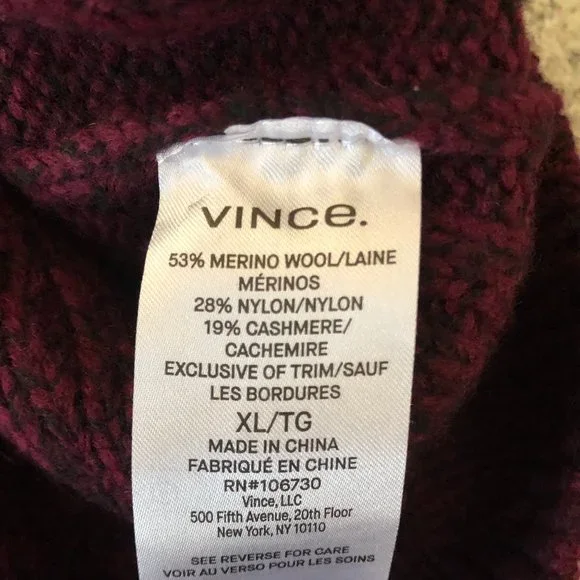 VINCe.
53% MERINO WOOL/LAINE
MÉRINOS
28% NYLON/NYLON
19% CASHMERE/
CACHEMIRE
EXCLUSIVE OF TRIM/SAUF
LES BORDURES
XL/TG
MADE IN CHINA
FABRIQUÉ EN CHINE
RN#106730
Vince, LLC
500 Fifth Avenue, 20th Floor
New York, NY 10110
SEE REVERSE FOR CARE
VOIR AU VERSO POUR LES SOINS